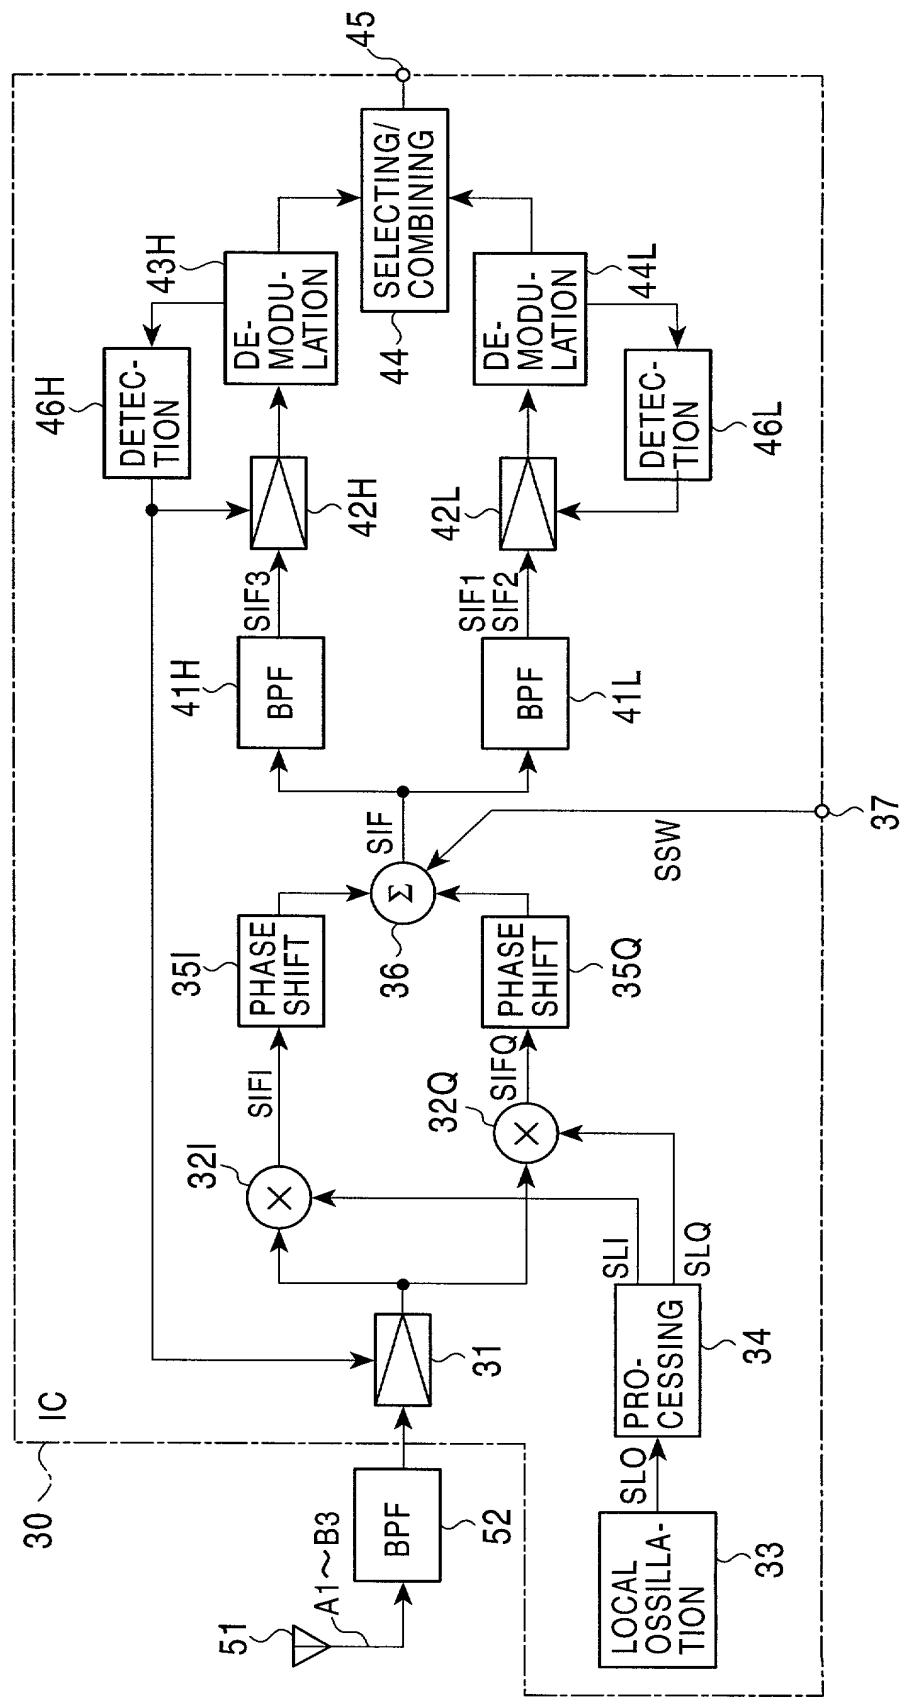 30
IC
51
A1～B3
BPF
52
31
LOCAL
OSSILLA-
TION
33
SLO
PRO-
CESSING
34
SLI
SLQ
32I
×
32Q
×
SIFI
SIFQ
35I
PHASE
SHIFT
PHASE
SHIFT
35Q
Σ
36
SIF
SSW
37
41H
BPF
SIF3
BPF
41L
SIF1
SIF2
42H
42L
46H
DETEC-
TION
43H
DE-
MODU-
LATION
DE-
MODU-
LATION
44L
DETEC-
TION
46L
SELECTING/
COMBINING
44
45